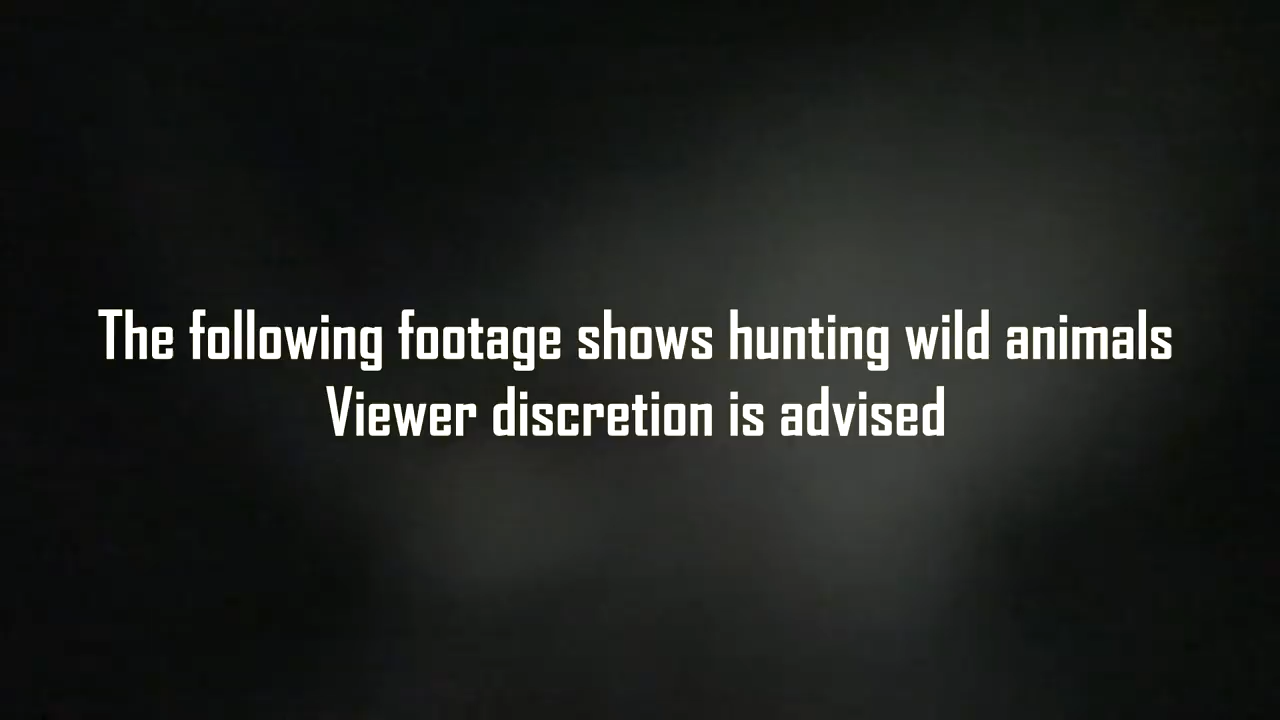 The following footage shows hunting wild animals
Viewer discretion is advised